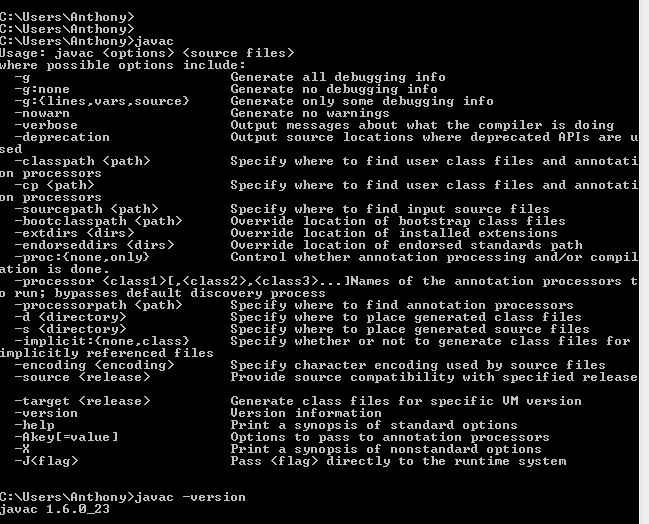 C:\Users\Anthony>
C:\Users\Anthony>
C:\Users\Anthony>javac
Usage: javac <options> <source files>
where possible options include:
  -g                         Generate all debugging info
  -g:none                    Generate no debugging info
  -g:{lines,vars,source}     Generate only some debugging info
  -nowarn                    Generate no warnings
  -verbose                   Output messages about what the compiler is doing
  -deprecation               Output source locations where deprecated APIs are u
sed
  -classpath <path>          Specify where to find user class files and annotati
on processors
  -cp <path>                 Specify where to find user class files and annotati
on processors
  -sourcepath <path>         Specify where to find input source files
  -bootclasspath <path>      Override location of bootstrap class files
  -extdirs <dirs>            Override location of installed extensions
  -endorseddirs <dirs>       Override location of endorsed standards path
  -proc:{none,only}          Control whether annotation processing and/or compil
ation is done.
  -processor <class1>[,<class2>,<class3>...]Names of the annotation processors t
o run; bypasses default discovery process
  -processorpath <path>      Specify where to find annotation processors
  -d <directory>             Specify where to place generated class files
  -s <directory>             Specify where to place generated source files
  -implicit:{none,class}     Specify whether or not to generate class files for
implicitly referenced files
  -encoding <encoding>       Specify character encoding used by source files
  -source <release>          Provide source compatibility with specified release
  -target <release>          Generate class files for specific VM version
  -version                   Version information
  -help                      Print a synopsis of standard options
  -Akey[=value]              Options to pass to annotation processors
  -X                         Print a synopsis of nonstandard options
  -J<flag>                   Pass <flag> directly to the runtime system
C:\Users\Anthony>javac -version
javac 1.6.0_23